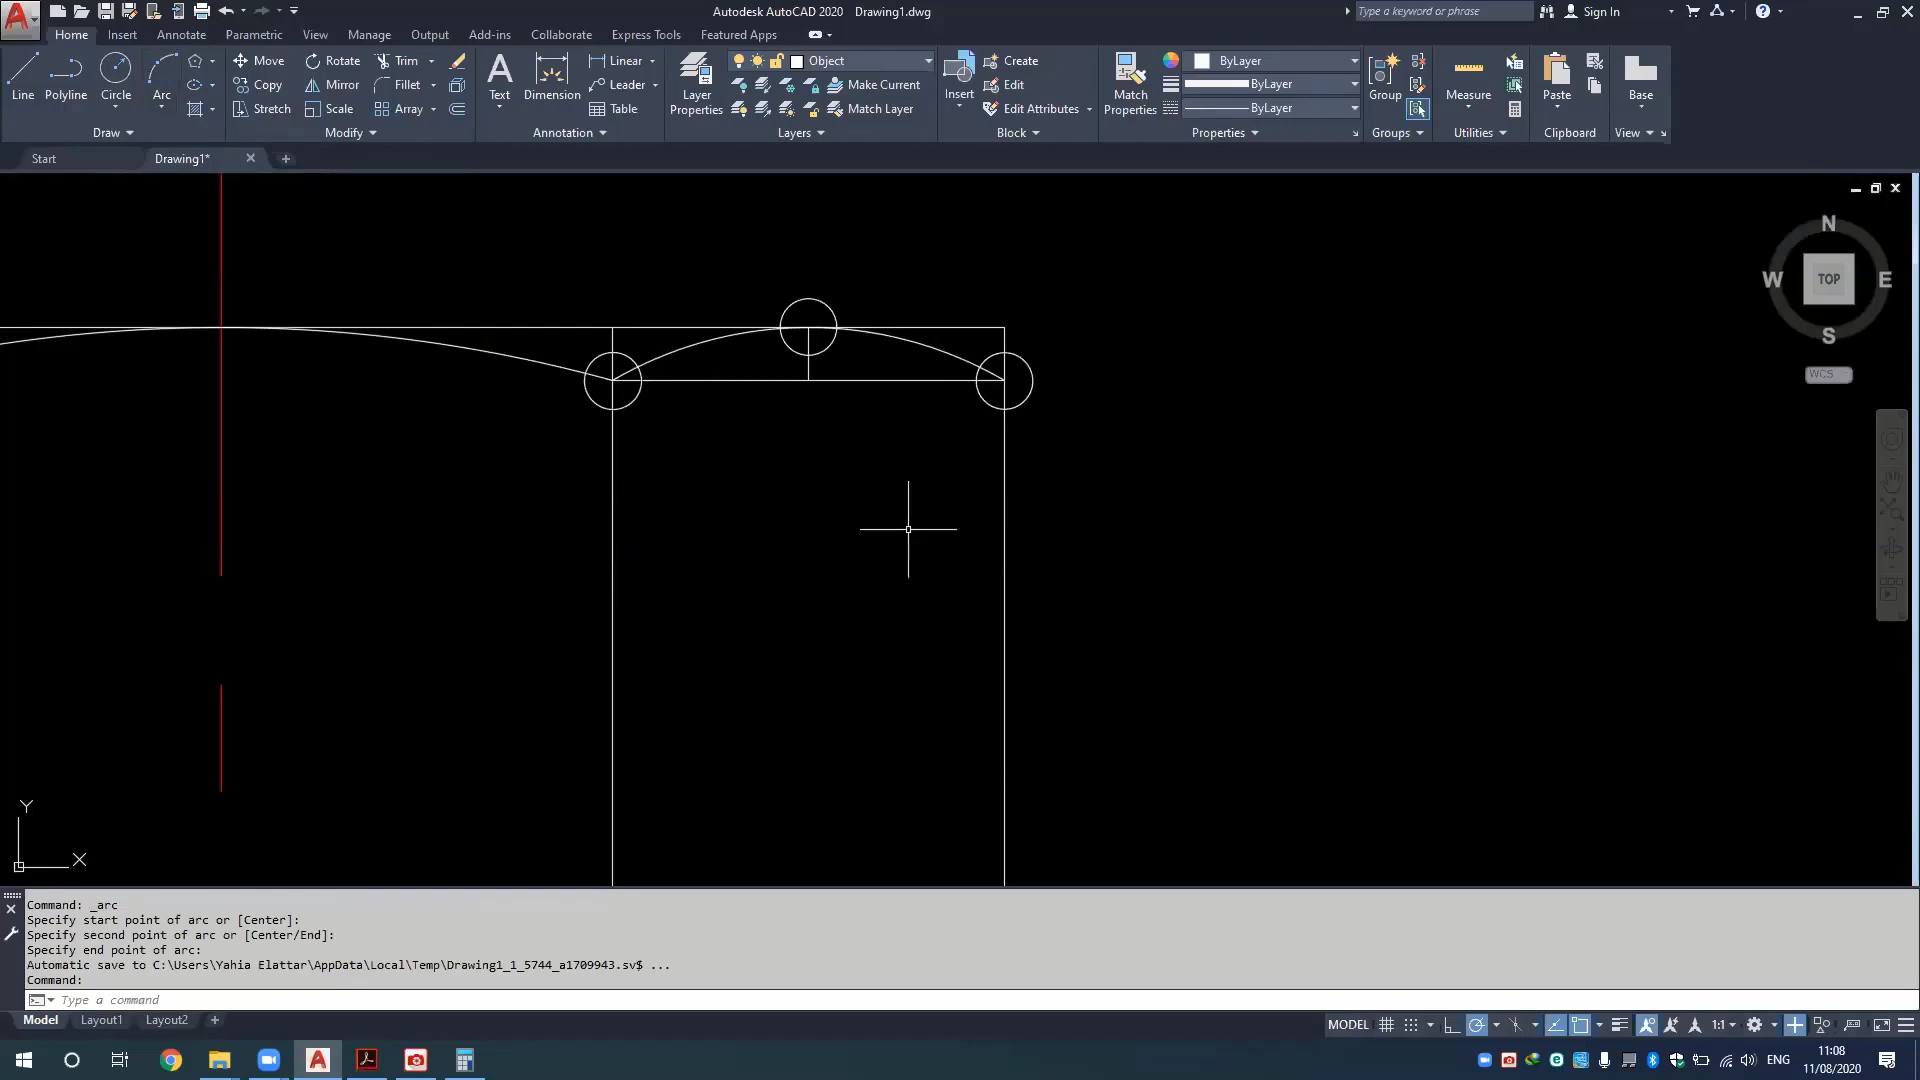 Autodesk AutoCAD 2020 Drawing1.dwg
Type a keyword or phrase
Sign In
Home Insert Annotate Parametric View Manage Output Add-ins Collaborate Express Tools Featured Apps
Line Polyline Circle Arc
Move Rotate Trim
Copy Mirror Fillet
Stretch Scale Array
Text Dimension
Linear
Leader
Table
Layer Properties
Object
Make Current
Match Layer
Insert
Create
Edit
Edit Attributes
Match Properties
ByLayer
ByLayer
ByLayer
Group Measure Paste Base
Draw Modify Annotation Layers Block Properties Groups Utilities Clipboard View
Start Drawing1*
N
W TOP E
S
WCS
Y
X
Command: _arc
Specify start point of arc or [Center]:
Specify second point of arc or [Center/End]:
Specify end point of arc:
Automatic save to C:\Users\Yahia Elattar\AppData\Local\Temp\Drawing1_1_5744_a1709943.sv$ ...
Command:
Type a command
Model Layout1 Layout2
MODEL 1:1
ENG
11:08
11/08/2020